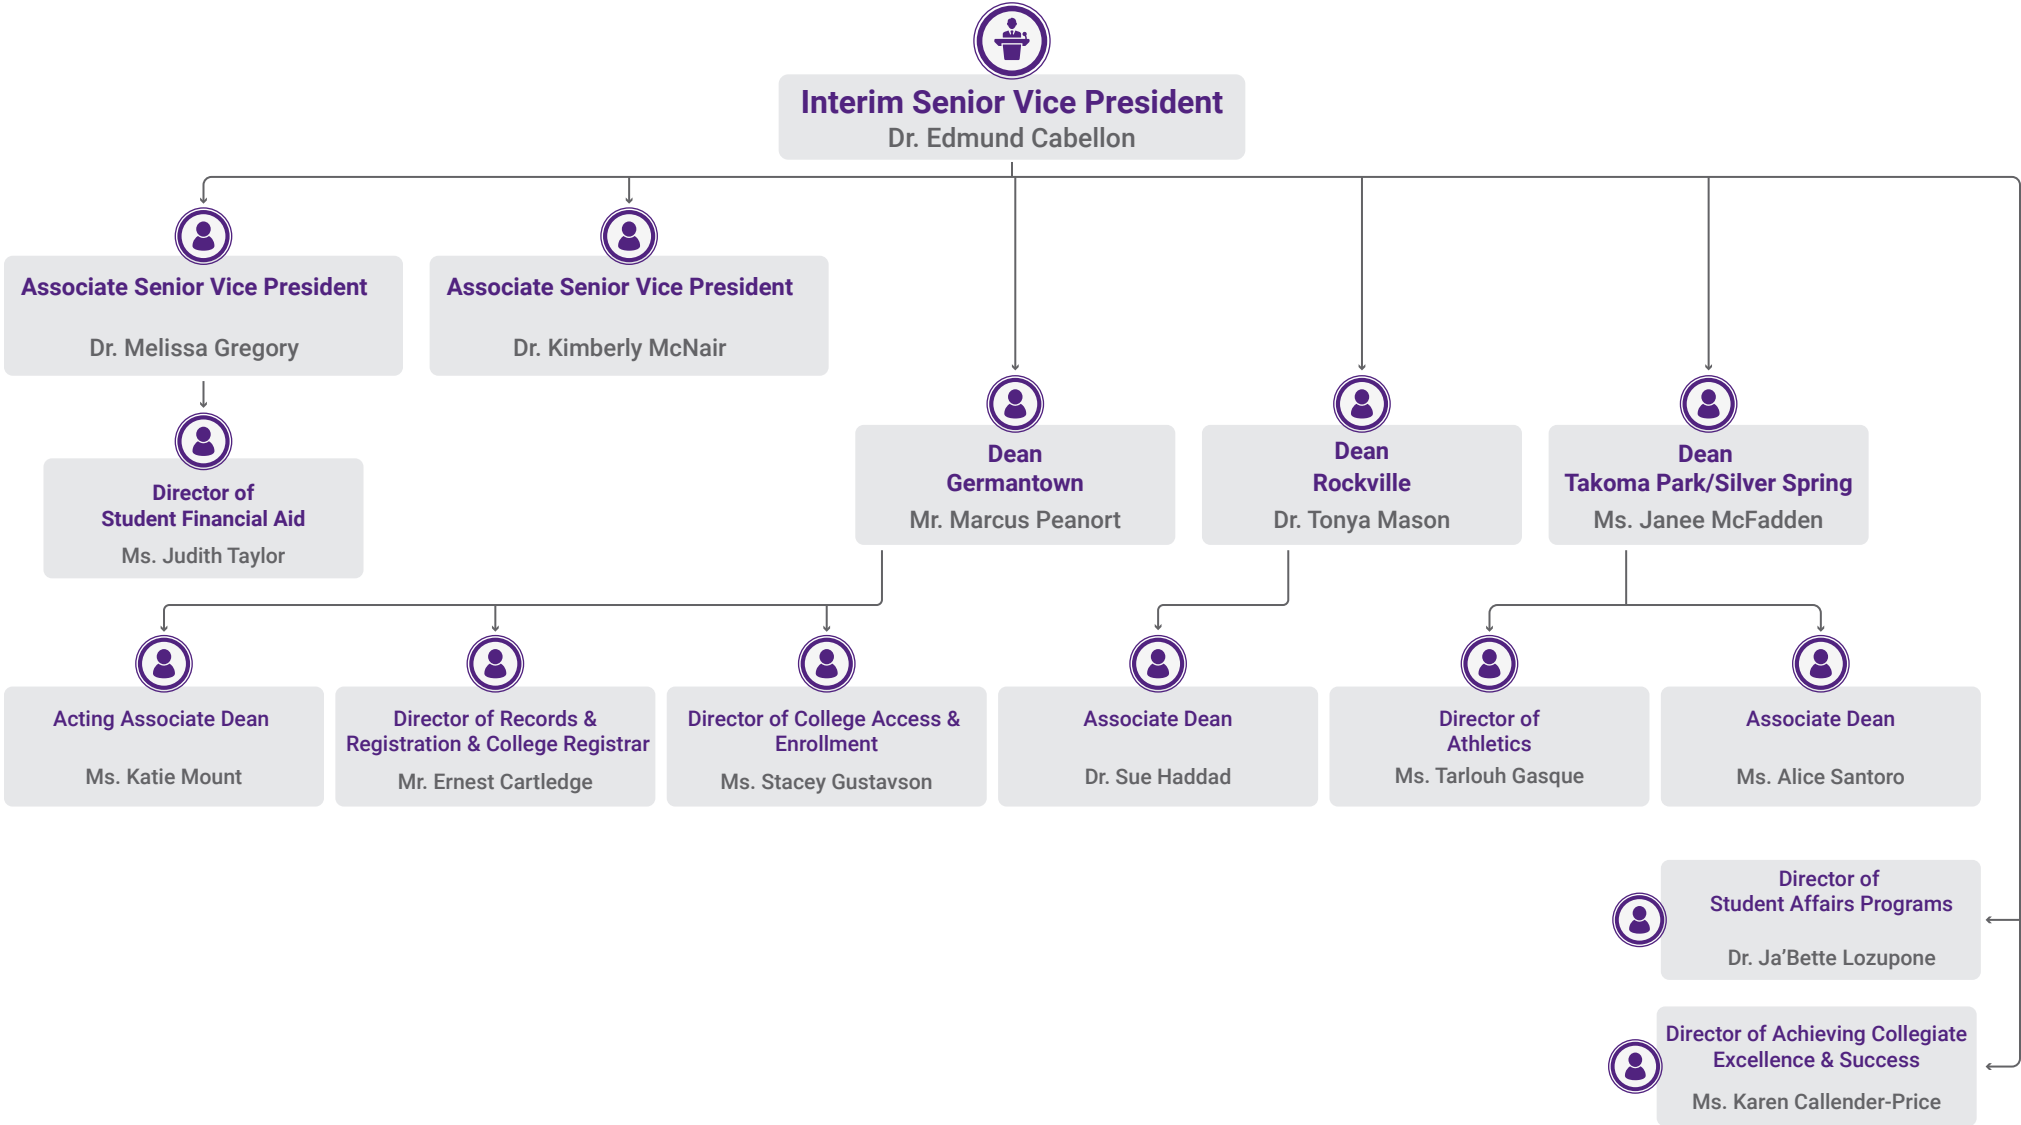 Interim Senior Vice President
Dr. Edmund Cabellon
Associate Senior Vice President
Dr. Melissa Gregory
Associate Senior Vice President
Dr. Kimberly McNair
Director of
Student Financial Aid
Ms. Judith Taylor
Dean
Germantown
Mr. Marcus Peanort
Dean
Rockville
Dr. Tonya Mason
Dean
Takoma Park/Silver Spring
Ms. Janee McFadden
Acting Associate Dean
Ms. Katie Mount
Director of Records &
Registration & College Registrar
Mr. Ernest Cartledge
Director of College Access &
Enrollment
Ms. Stacey Gustavson
Associate Dean
Dr. Sue Haddad
Director of
Athletics
Ms. Tarlouh Gasque
Associate Dean
Ms. Alice Santoro
Director of
Student Affairs Programs
Dr. Ja’Bette Lozupone
Director of Achieving Collegiate
Excellence & Success
Ms. Karen Callender-Price